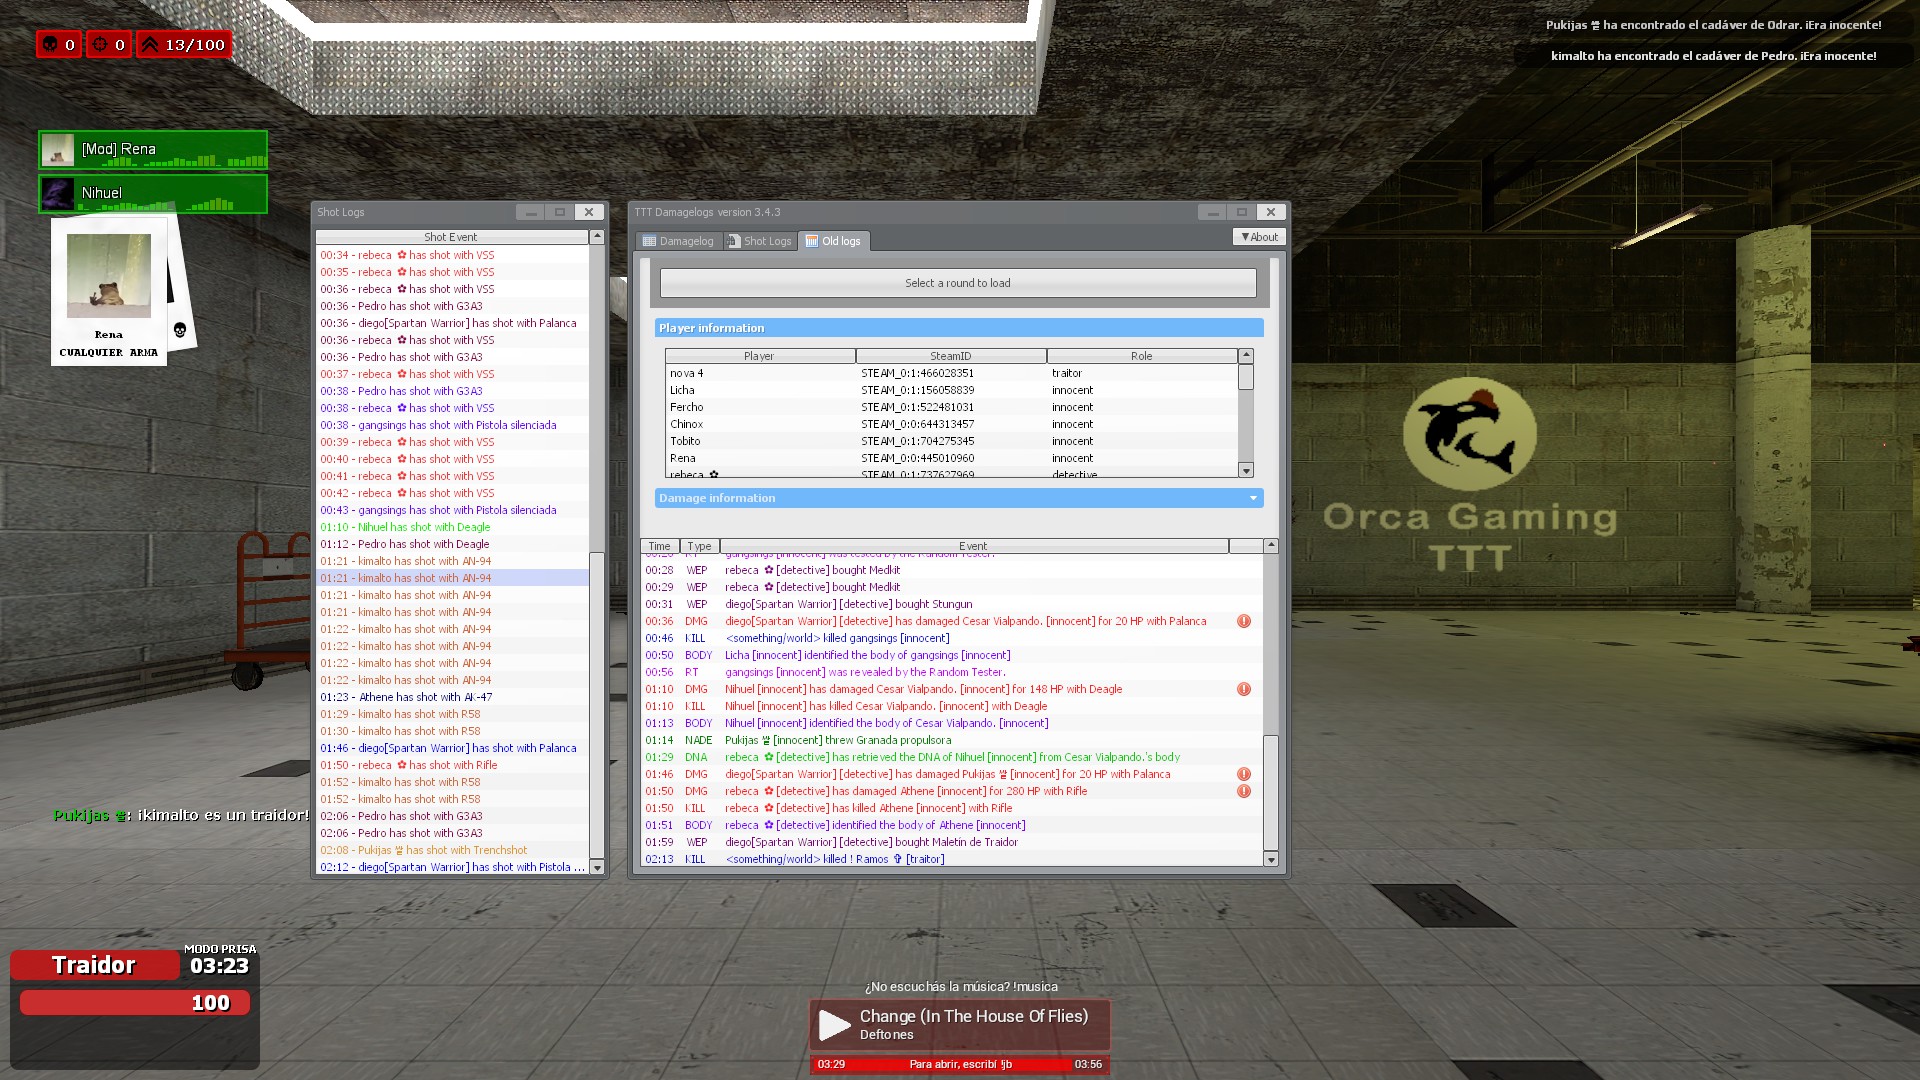 0 0 13/100
Pukijas 쌀 ha encontrado el cadáver de Odrar. ¡Era inocente!
kimalto ha encontrado el cadáver de Pedro. ¡Era inocente!
[Mod] Rena
Nihuel
Rena
CUALQUIER ARMA
Shot Logs
Shot Event
00:34 - rebeca ✿ has shot with VSS
00:35 - rebeca ✿ has shot with VSS
00:36 - rebeca ✿ has shot with VSS
00:36 - Pedro has shot with G3A3
00:36 - diego[Spartan Warrior] has shot with Palanca
00:36 - rebeca ✿ has shot with VSS
00:36 - Pedro has shot with G3A3
00:37 - rebeca ✿ has shot with VSS
00:38 - Pedro has shot with G3A3
00:38 - rebeca ✿ has shot with VSS
00:38 - gangsings has shot with Pistola silenciada
00:39 - rebeca ✿ has shot with VSS
00:40 - rebeca ✿ has shot with VSS
00:41 - rebeca ✿ has shot with VSS
00:42 - rebeca ✿ has shot with VSS
00:43 - gangsings has shot with Pistola silenciada
01:10 - Nihuel has shot with Deagle
01:12 - Pedro has shot with Deagle
01:21 - kimalto has shot with AN-94
01:21 - kimalto has shot with AN-94
01:21 - kimalto has shot with AN-94
01:21 - kimalto has shot with AN-94
01:22 - kimalto has shot with AN-94
01:22 - kimalto has shot with AN-94
01:22 - kimalto has shot with AN-94
01:22 - kimalto has shot with AN-94
01:23 - Athene has shot with AK-47
01:29 - kimalto has shot with R58
01:30 - kimalto has shot with R58
01:46 - diego[Spartan Warrior] has shot with Palanca
01:50 - rebeca ✿ has shot with Rifle
01:52 - kimalto has shot with R58
01:52 - kimalto has shot with R58
02:06 - Pedro has shot with G3A3
02:06 - Pedro has shot with G3A3
02:08 - Pukijas 쌀 has shot with Trenchshot
02:12 - diego[Spartan Warrior] has shot with Pistola ...
TTT Damagelogs version 3.4.3
Damagelog Shot Logs Old logs
▼About
Select a round to load
Player information
Player SteamID Role
nova 4 STEAM_0:1:466028351 traitor
Licha STEAM_0:1:156058839 innocent
Fercho STEAM_0:1:522481031 innocent
Chinox STEAM_0:0:644313457 innocent
Tobito STEAM_0:1:704275345 innocent
Rena STEAM_0:0:445010960 innocent
rebeca ✿ STEAM_0:1:737627969 detective
Damage information
Time Type Event
00:28 RT gangsings [innocent] was tested by the Random Tester.
00:28 WEP rebeca ✿ [detective] bought Medkit
00:29 WEP rebeca ✿ [detective] bought Medkit
00:31 WEP diego[Spartan Warrior] [detective] bought Stungun
00:36 DMG diego[Spartan Warrior] [detective] has damaged Cesar Vialpando. [innocent] for 20 HP with Palanca
00:46 KILL <something/world> killed gangsings [innocent]
00:50 BODY Licha [innocent] identified the body of gangsings [innocent]
00:56 RT gangsings [innocent] was revealed by the Random Tester.
01:10 DMG Nihuel [innocent] has damaged Cesar Vialpando. [innocent] for 148 HP with Deagle
01:10 KILL Nihuel [innocent] has killed Cesar Vialpando. [innocent] with Deagle
01:13 BODY Nihuel [innocent] identified the body of Cesar Vialpando. [innocent]
01:14 NADE Pukijas 쌀 [innocent] threw Granada propulsora
01:29 DNA rebeca ✿ [detective] has retrieved the DNA of Nihuel [innocent] from Cesar Vialpando.'s body
01:46 DMG diego[Spartan Warrior] [detective] has damaged Pukijas 쌀 [innocent] for 20 HP with Palanca
01:50 DMG rebeca ✿ [detective] has damaged Athene [innocent] for 280 HP with Rifle
01:50 KILL rebeca ✿ [detective] has killed Athene [innocent] with Rifle
01:51 BODY rebeca ✿ [detective] identified the body of Athene [innocent]
01:59 WEP diego[Spartan Warrior] [detective] bought Maletín de Traidor
02:13 KILL <something/world> killed ! Ramos ✞ [traitor]
Orca Gaming
TTT
Pukijas 쌀: ¡kimalto es un traidor!
Traidor
MODO PRISA
03:23
100
¿No escuchás la música? !musica
Change (In The House Of Flies)
Deftones
03:29 Para abrir, escribí !jb 03:56